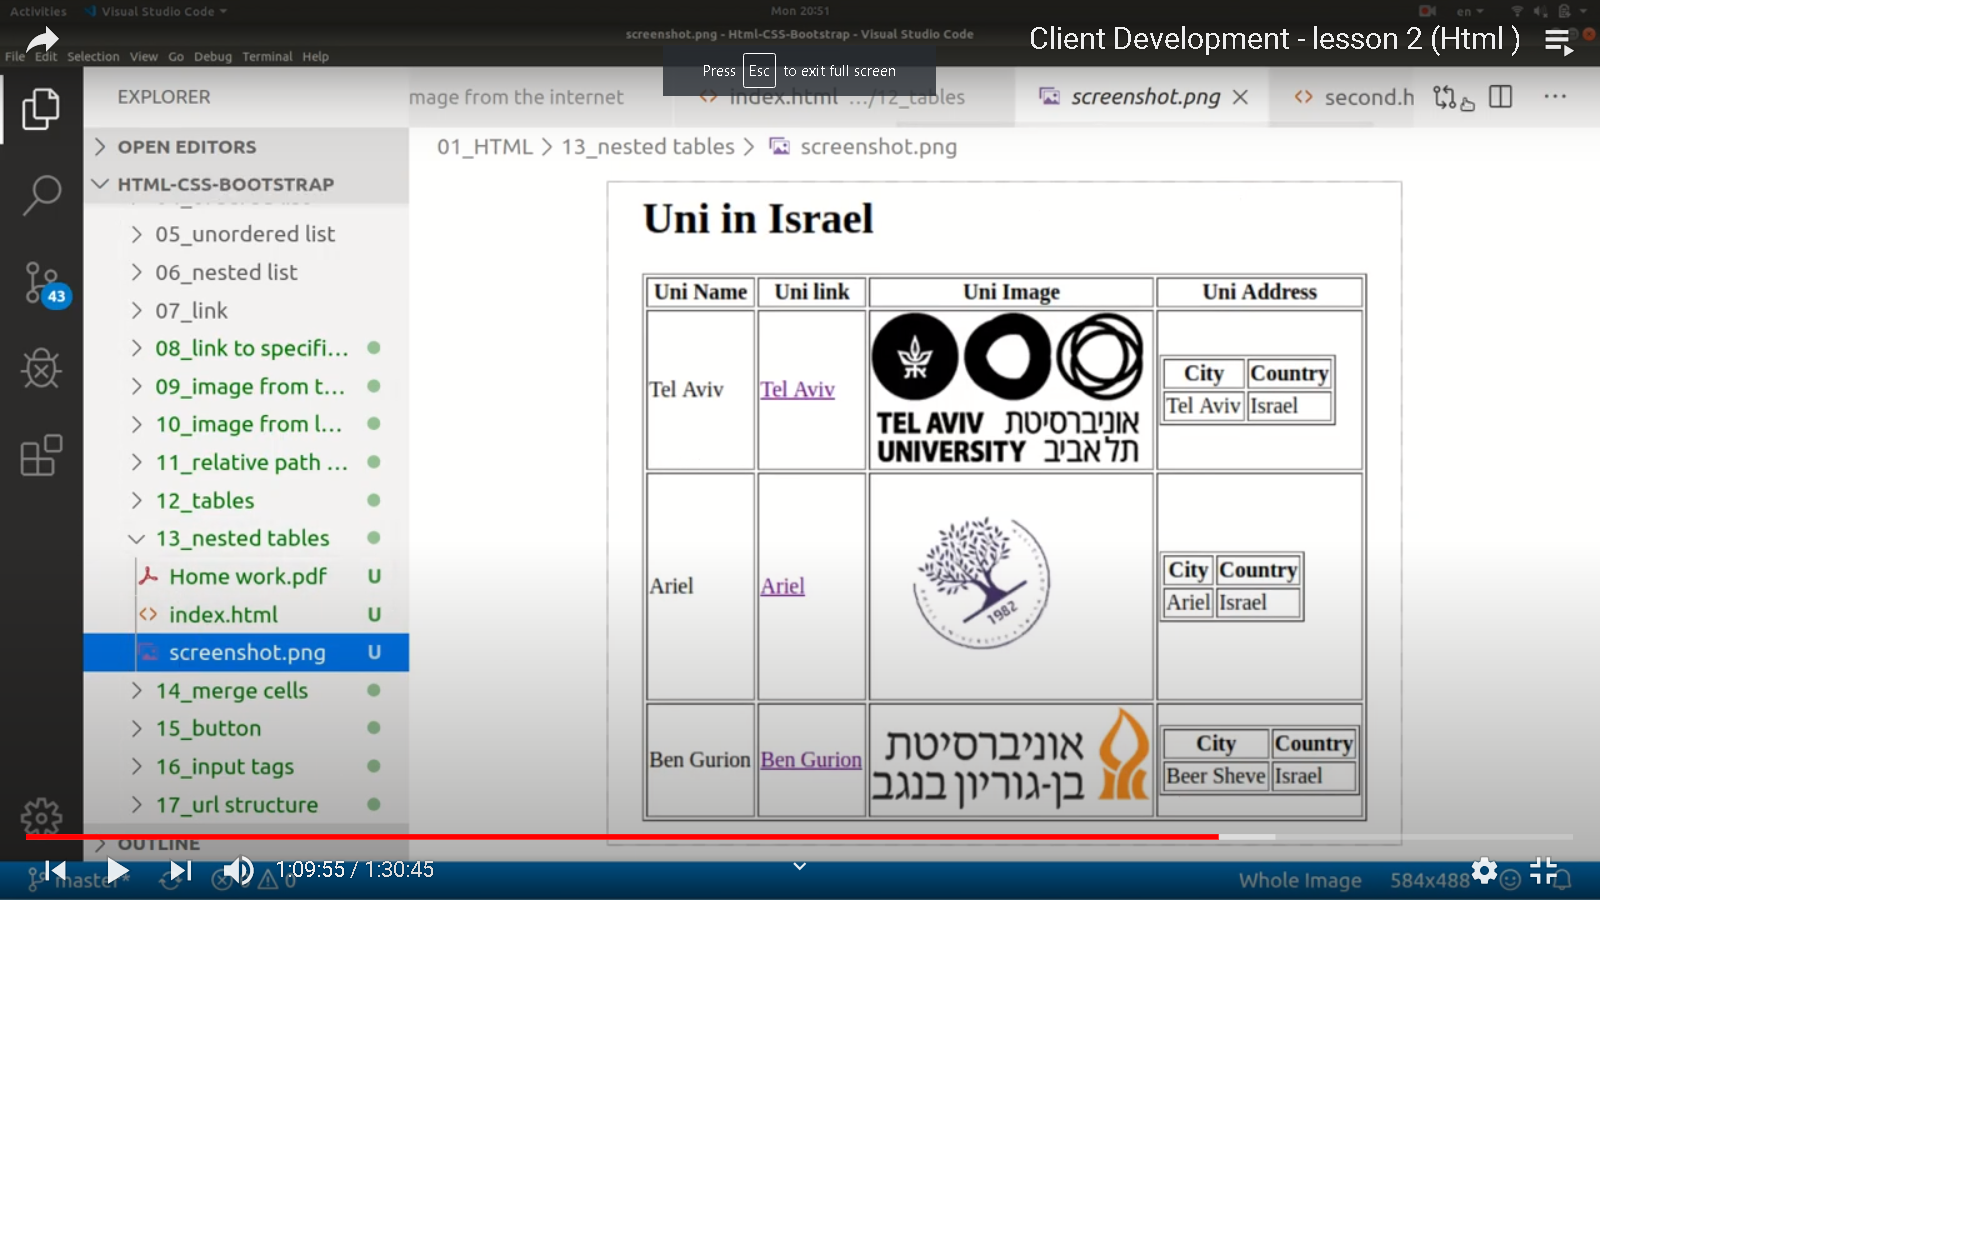 Activities Visual Studio Code Mon 20:51 en
screenshot.png - Html-CSS-Bootstrap - Visual Studio Code
Client Development - lesson 2 (Html )
File Edit Selection View Go Debug Terminal Help
Press Esc to exit full screen
EXPLORER
mage from the internet index.html .../12_tables screenshot.png second.h ...
OPEN EDITORS
01_HTML > 13_nested tables > screenshot.png
HTML-CSS-BOOTSTRAP
05_unordered list
06_nested list
43
07_link
08_link to specifi...
09_image from t...
10_image from l...
11_relative path ...
12_tables
13_nested tables
Home work.pdf U
index.html U
screenshot.png U
14_merge cells
15_button
16_input tags
17_url structure
OUTLINE
Uni in Israel
Uni Name Uni link Uni Image Uni Address
Tel Aviv Tel Aviv
TEL AVIV אוניברסיטת
UNIVERSITY תל אביב
City Country
Tel Aviv Israel
Ariel Ariel
1982
City Country
Ariel Israel
Ben Gurion Ben Gurion
אוניברסיטת
בן-גוריון בנגב
City Country
Beer Sheve Israel
1:09:55 / 1:30:45
master* 0
Whole Image 584x488